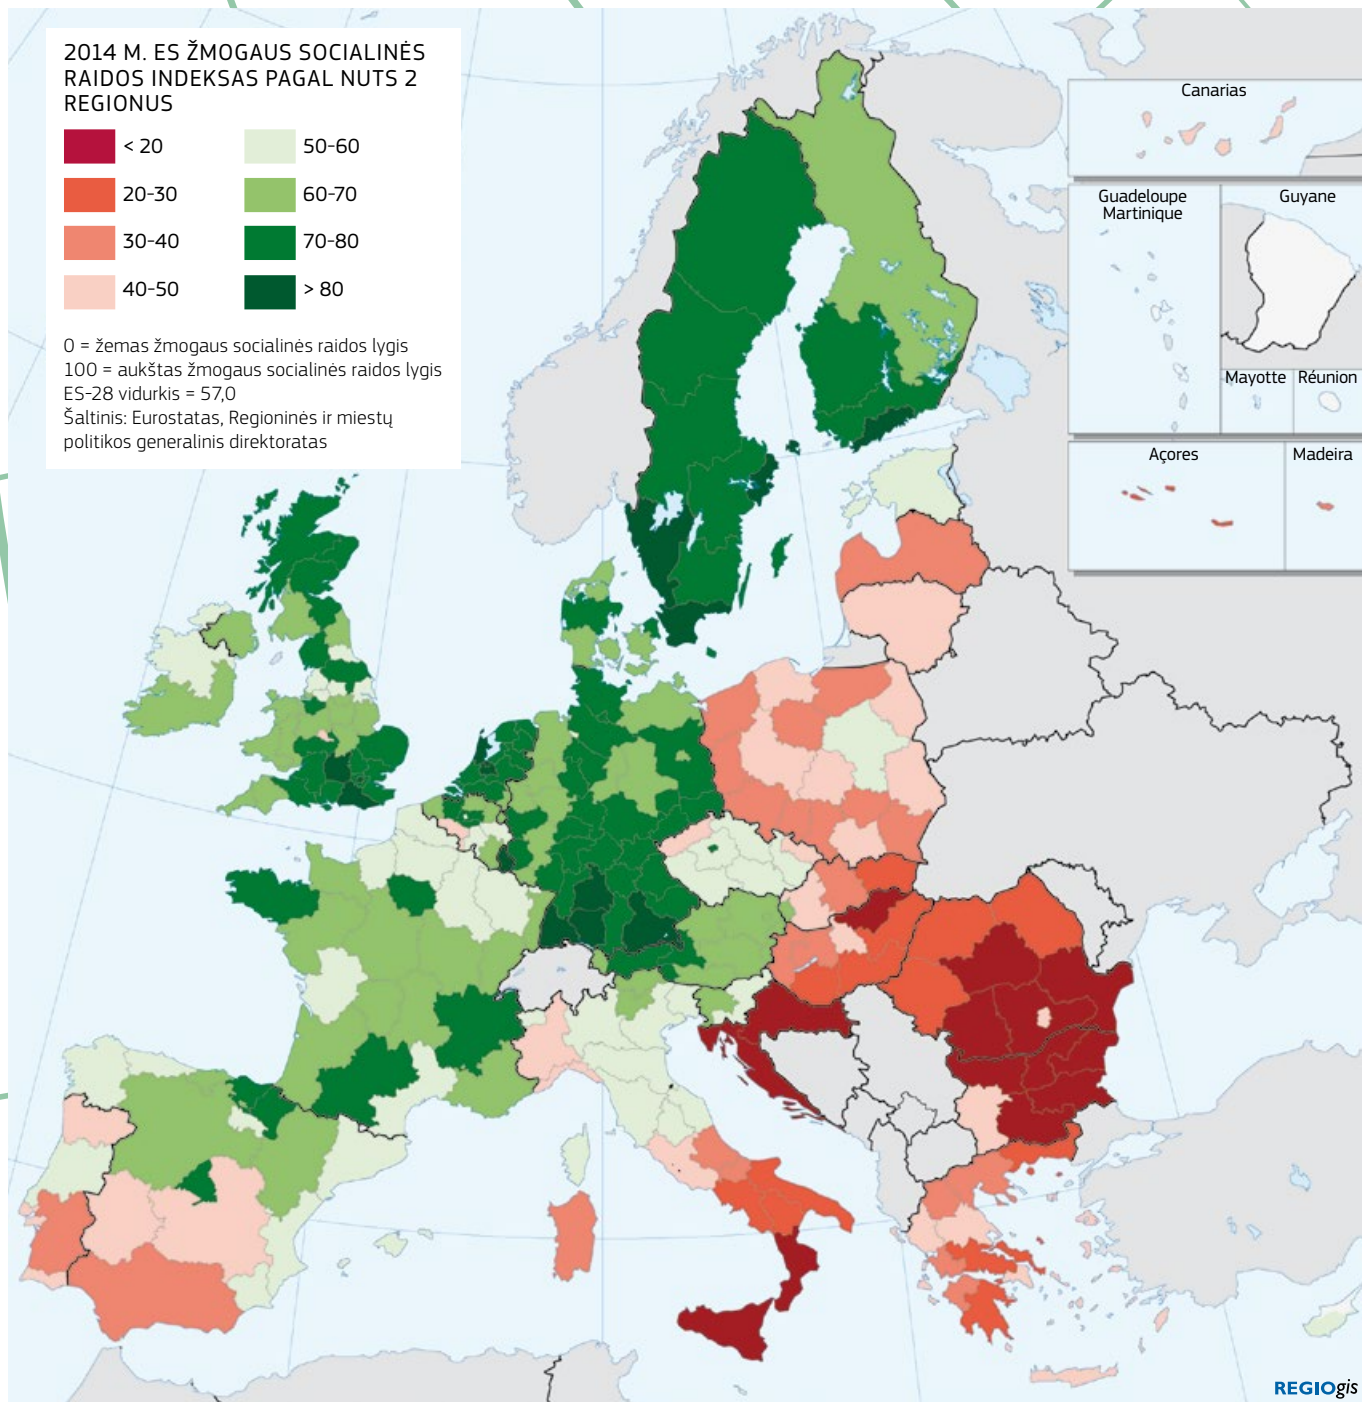 2014 M. ES ŽMOGAUS SOCIALINĖS
RAIDOS INDEKSAS PAGAL NUTS 2
REGIONUS
< 20
50-60
20-30
60-70
30-40
70-80
40-50
> 80
0 = žemas žmogaus socialinės raidos lygis
100 = aukštas žmogaus socialinės raidos lygis
ES-28 vidurkis = 57,0
Šaltinis: Eurostatas, Regioninės ir miestų
politikos generalinis direktoratas
Canarias
Guadeloupe
Martinique
Guyane
Mayotte
Réunion
Açores
Madeira
REGIOgis